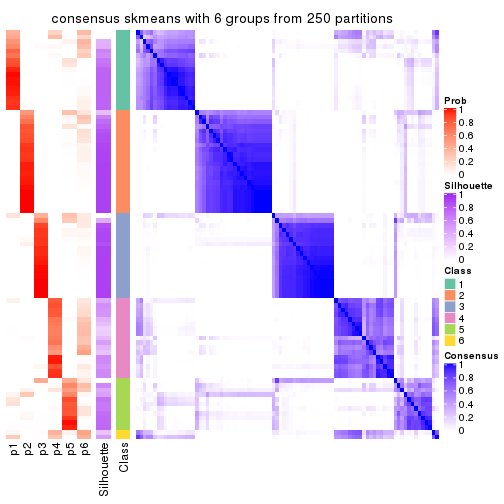 consensus skmeans with 6 groups from 250 partitions
Prob
1
0.8
0.6
0.4
0.2
0
Silhouette
1
0.8
0.6
0.4
0.2
0
Class
1
2
3
4
5
6
Consensus
1
0.8
0.6
0.4
0.2
0
p1
p2
p3
p4
p5
p6
Silhouette
Class